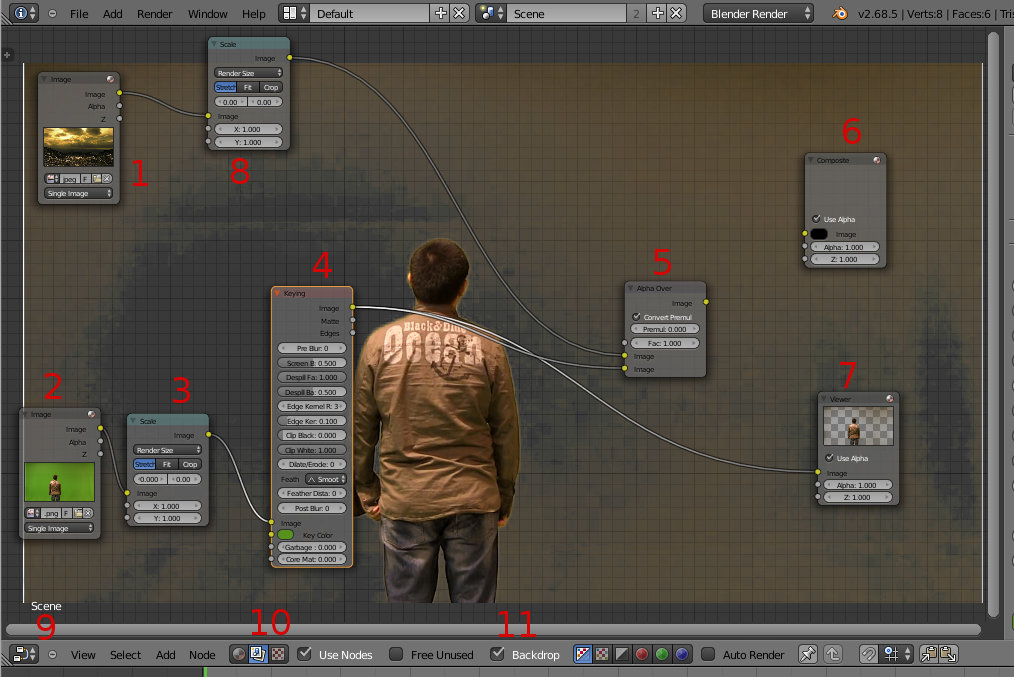 File Add Render Window Help Default Scene 2 Blender Render v2.68.5 | Verts:8 | Faces:6 | Tris
Scale
Image
Render Size
Stretch Fit Crop
0.00 0.00
Image
X: 1.000
Y: 1.000
8
Image
Image
Alpha
Z
jpeg F
Single Image
1
6
Composite
Use Alpha
Image
Alpha: 1.000
Z: 1.000
4
Keying
Image
Matte
Edges
Pre Blur: 0
Screen B: 0.500
Despill Fa: 1.000
Despill Ba: 0.500
Edge Kernel R: 3
Edge Ker: 0.100
Clip Black: 0.000
Clip White: 1.000
Dilate/Erode: 0
Feath Smoot
Feather Dista: 0
Post Blur: 0
Image
Key Color
Garbage : 0.000
Core Mat: 0.000
Black&Blue
Ocean
5
Alpha Over
Image
Convert Premul
Premul: 0.000
Fac: 1.000
Image
Image
2
Image
Image
Alpha
Z
.png F
Single Image
3
Scale
Image
Render Size
Stretch Fit Crop
0.000 0.00
Image
X: 1.000
Y: 1.000
7
Viewer
Use Alpha
Image
Alpha: 1.000
Z: 1.000
Scene
9 10 11
View Select Add Node Use Nodes Free Unused Backdrop Auto Render